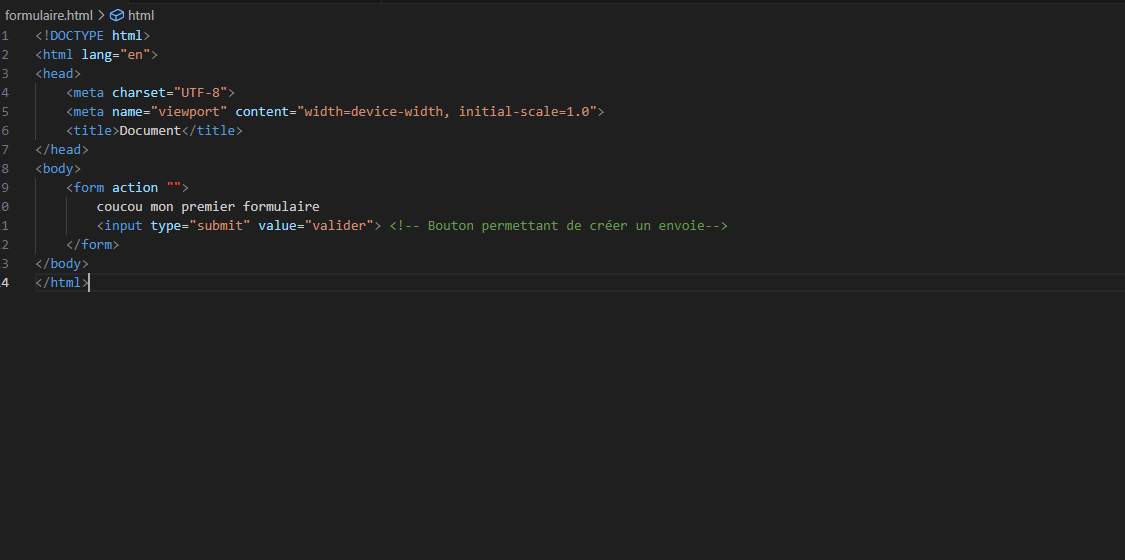 formulaire.html > html
1 <!DOCTYPE html>
2 <html lang="en">
3 <head>
4     <meta charset="UTF-8">
5     <meta name="viewport" content="width=device-width, initial-scale=1.0">
6     <title>Document</title>
7 </head>
8 <body>
9     <form action "">
0         coucou mon premier formulaire
1         <input type="submit" value="valider"> <!-- Bouton permettant de créer un envoie-->
2     </form>
3 </body>
4 </html>